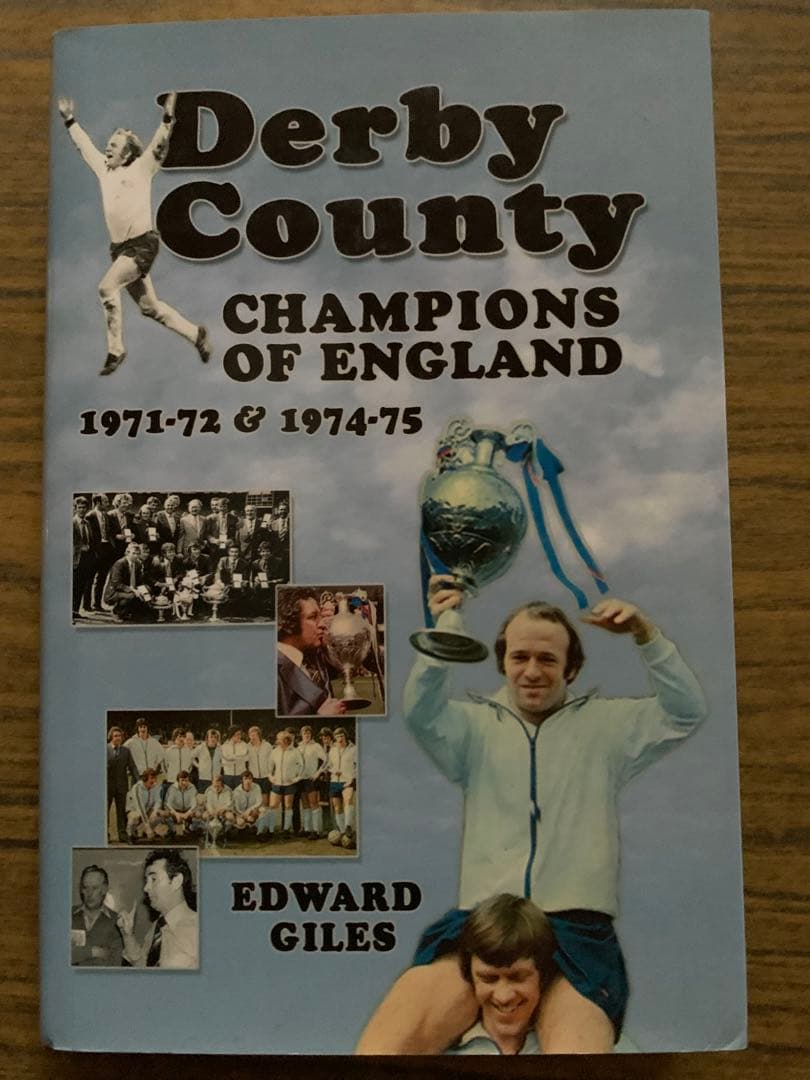 Derby
County
CHAMPIONS
OF ENGLAND
1971-72 & 1974-75
EDWARD
GILES